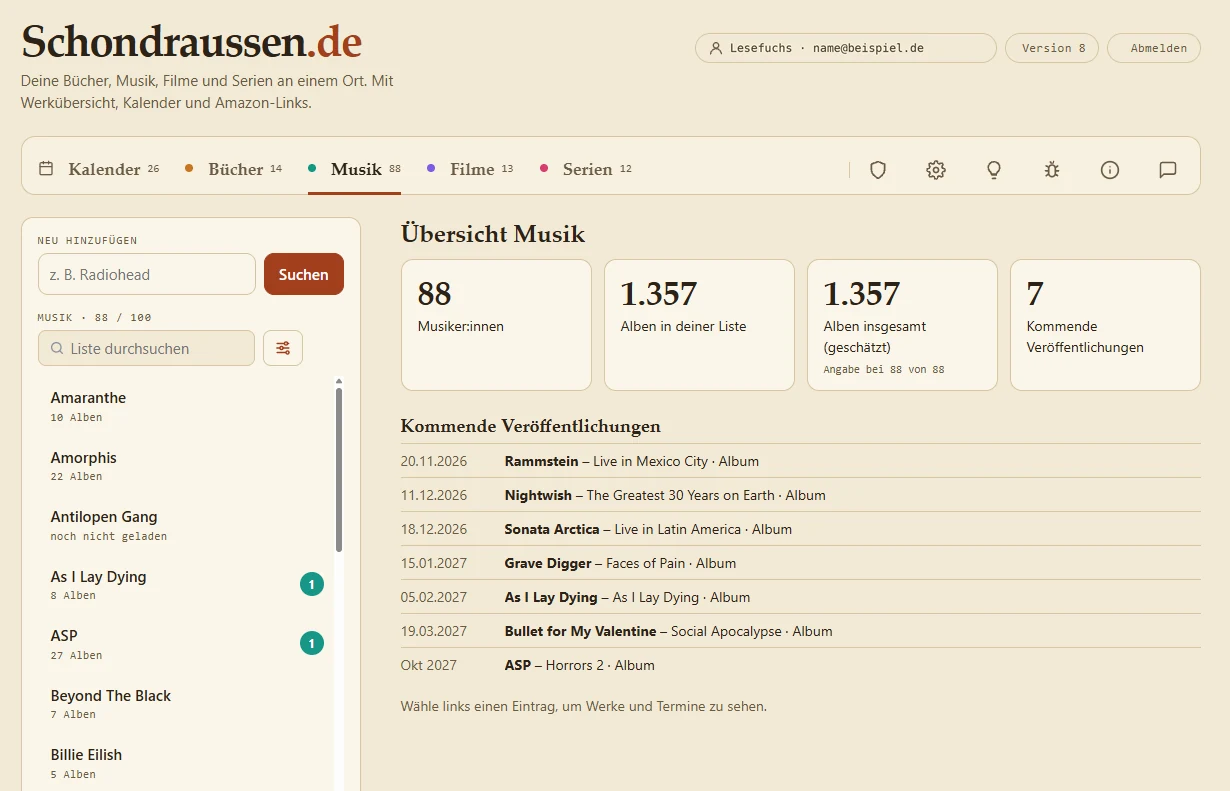 Schondraussen.de
Deine Bücher, Musik, Filme und Serien an einem Ort. Mit
Werkübersicht, Kalender und Amazon-Links.
Lesefuchs · name@beispiel.de
Version 8
Abmelden
Kalender 26
Bücher 14
Musik 88
Filme 13
Serien 12
NEU HINZUFÜGEN
z. B. Radiohead
Suchen
MUSIK · 88 / 100
Liste durchsuchen
Amaranthe
10 Alben
Amorphis
22 Alben
Antilopen Gang
noch nicht geladen
As I Lay Dying
8 Alben
1
ASP
27 Alben
1
Beyond The Black
7 Alben
Billie Eilish
5 Alben
Übersicht Musik
88
Musiker:innen
1.357
Alben in deiner Liste
1.357
Alben insgesamt
(geschätzt)
Angabe bei 88 von 88
7
Kommende
Veröffentlichungen
Kommende Veröffentlichungen
20.11.2026 Rammstein – Live in Mexico City · Album
11.12.2026 Nightwish – The Greatest 30 Years on Earth · Album
18.12.2026 Sonata Arctica – Live in Latin America · Album
15.01.2027 Grave Digger – Faces of Pain · Album
05.02.2027 As I Lay Dying – As I Lay Dying · Album
19.03.2027 Bullet for My Valentine – Social Apocalypse · Album
Okt 2027 ASP – Horrors 2 · Album
Wähle links einen Eintrag, um Werke und Termine zu sehen.